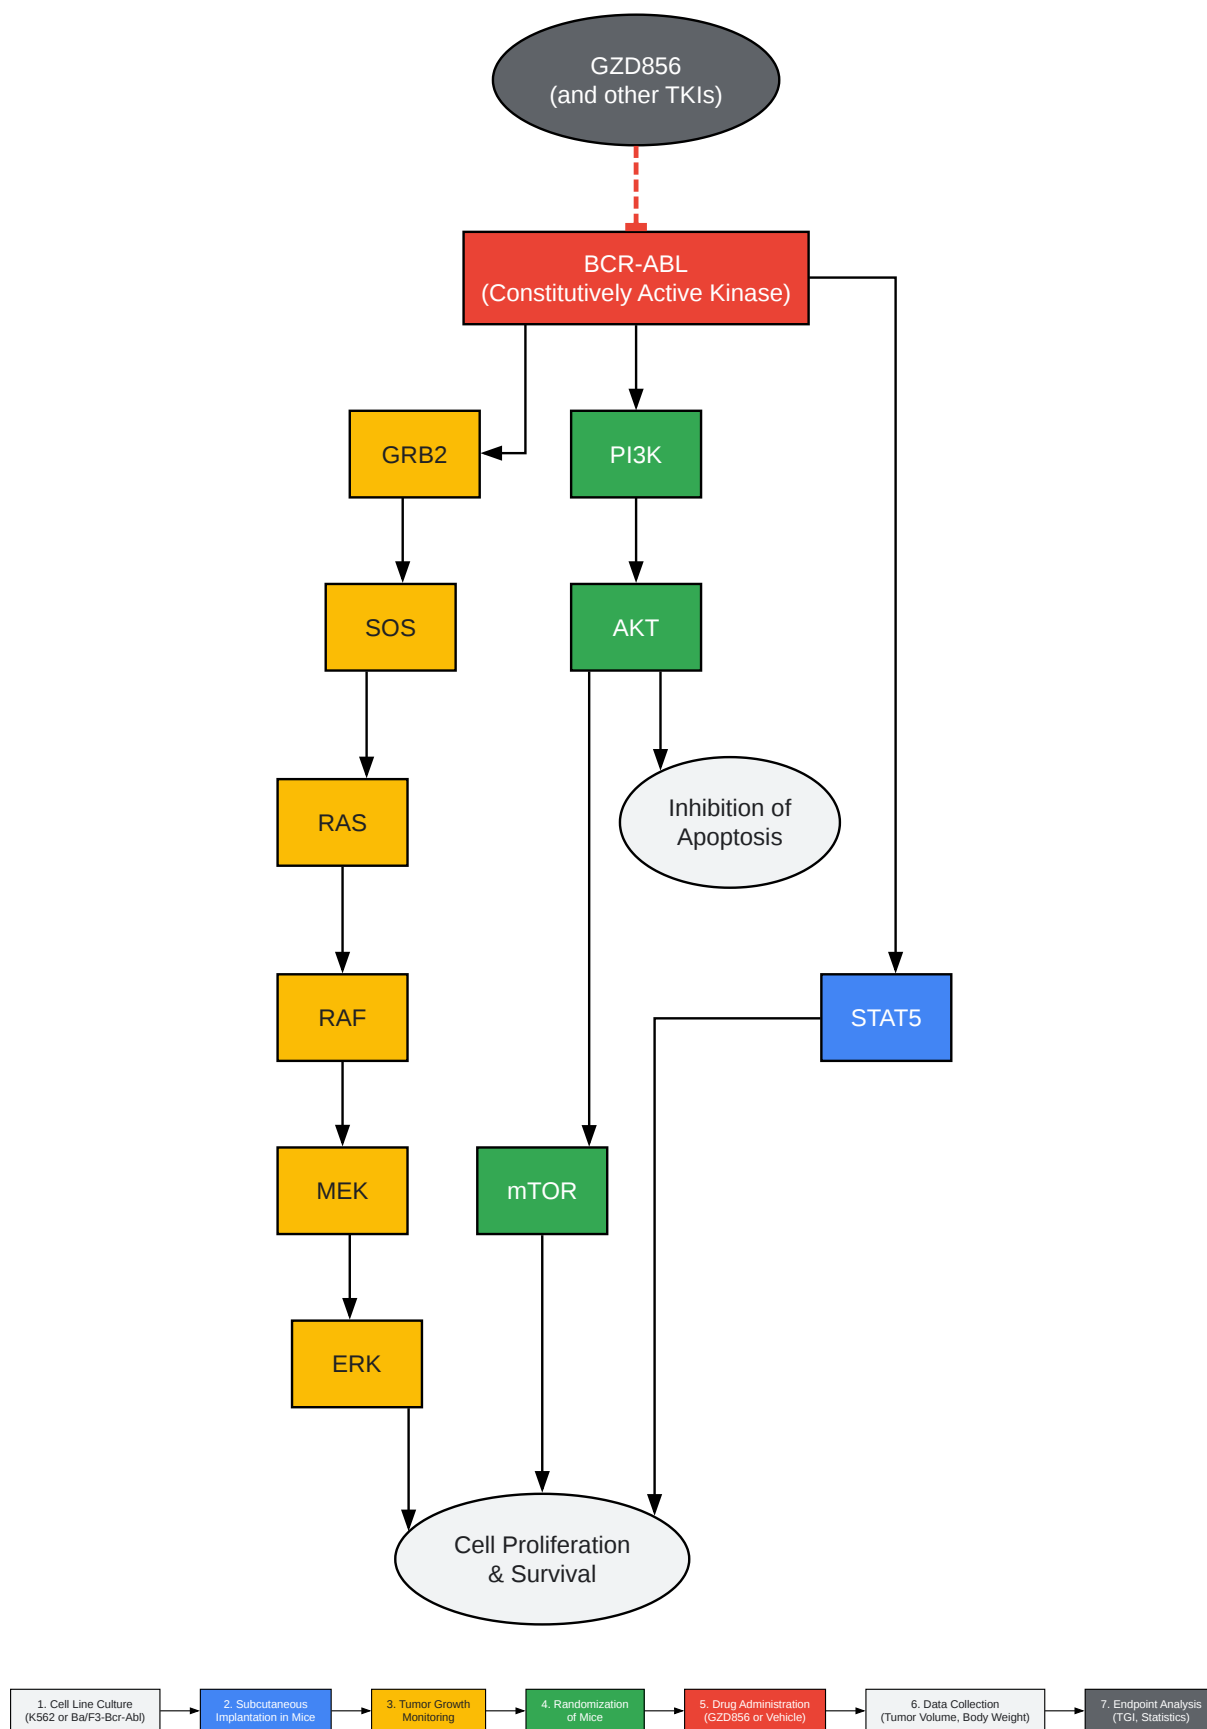 GZD856
(and other TKIs)
BCR-ABL
(Constitutively Active Kinase)
GRB2
PI3K
SOS
AKT
RAS
Inhibition of
Apoptosis
RAF
STAT5
MEK
mTOR
ERK
Cell Proliferation
& Survival
1. Cell Line Culture
(K562 or Ba/F3-Bcr-Abl)
2. Subcutaneous
Implantation in Mice
3. Tumor Growth
Monitoring
4. Randomization
of Mice
5. Drug Administration
(GZD856 or Vehicle)
6. Data Collection
(Tumor Volume, Body Weight)
7. Endpoint Analysis
(TGI, Statistics)